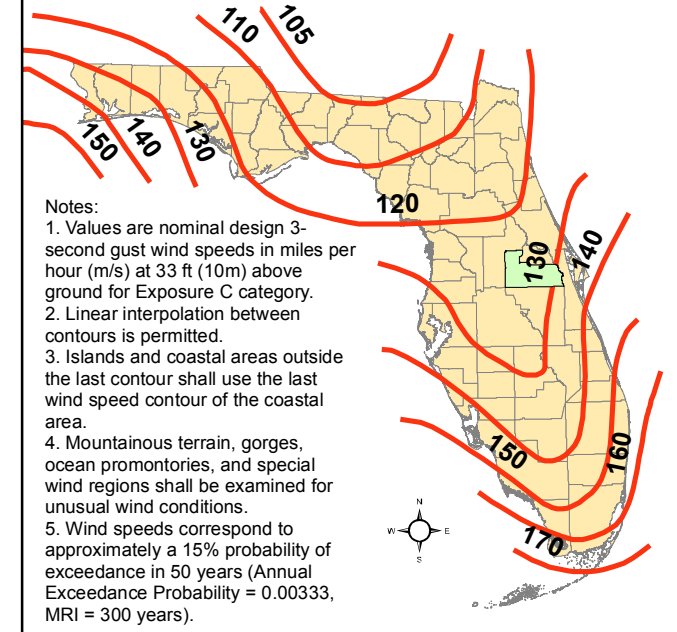 105
110
150
140
130
120
130
140
150
160
170
N
W
E
S
Notes:
1. Values are nominal design 3-
second gust wind speeds in miles per
hour (m/s) at 33 ft (10m) above
ground for Exposure C category.
2. Linear interpolation between
contours is permitted.
3. Islands and coastal areas outside
the last contour shall use the last
wind speed contour of the coastal
area.
4. Mountainous terrain, gorges,
ocean promontories, and special
wind regions shall be examined for
unusual wind conditions.
5. Wind speeds correspond to
approximately a 15% probability of
exceedance in 50 years (Annual
Exceedance Probability = 0.00333,
MRI = 300 years).